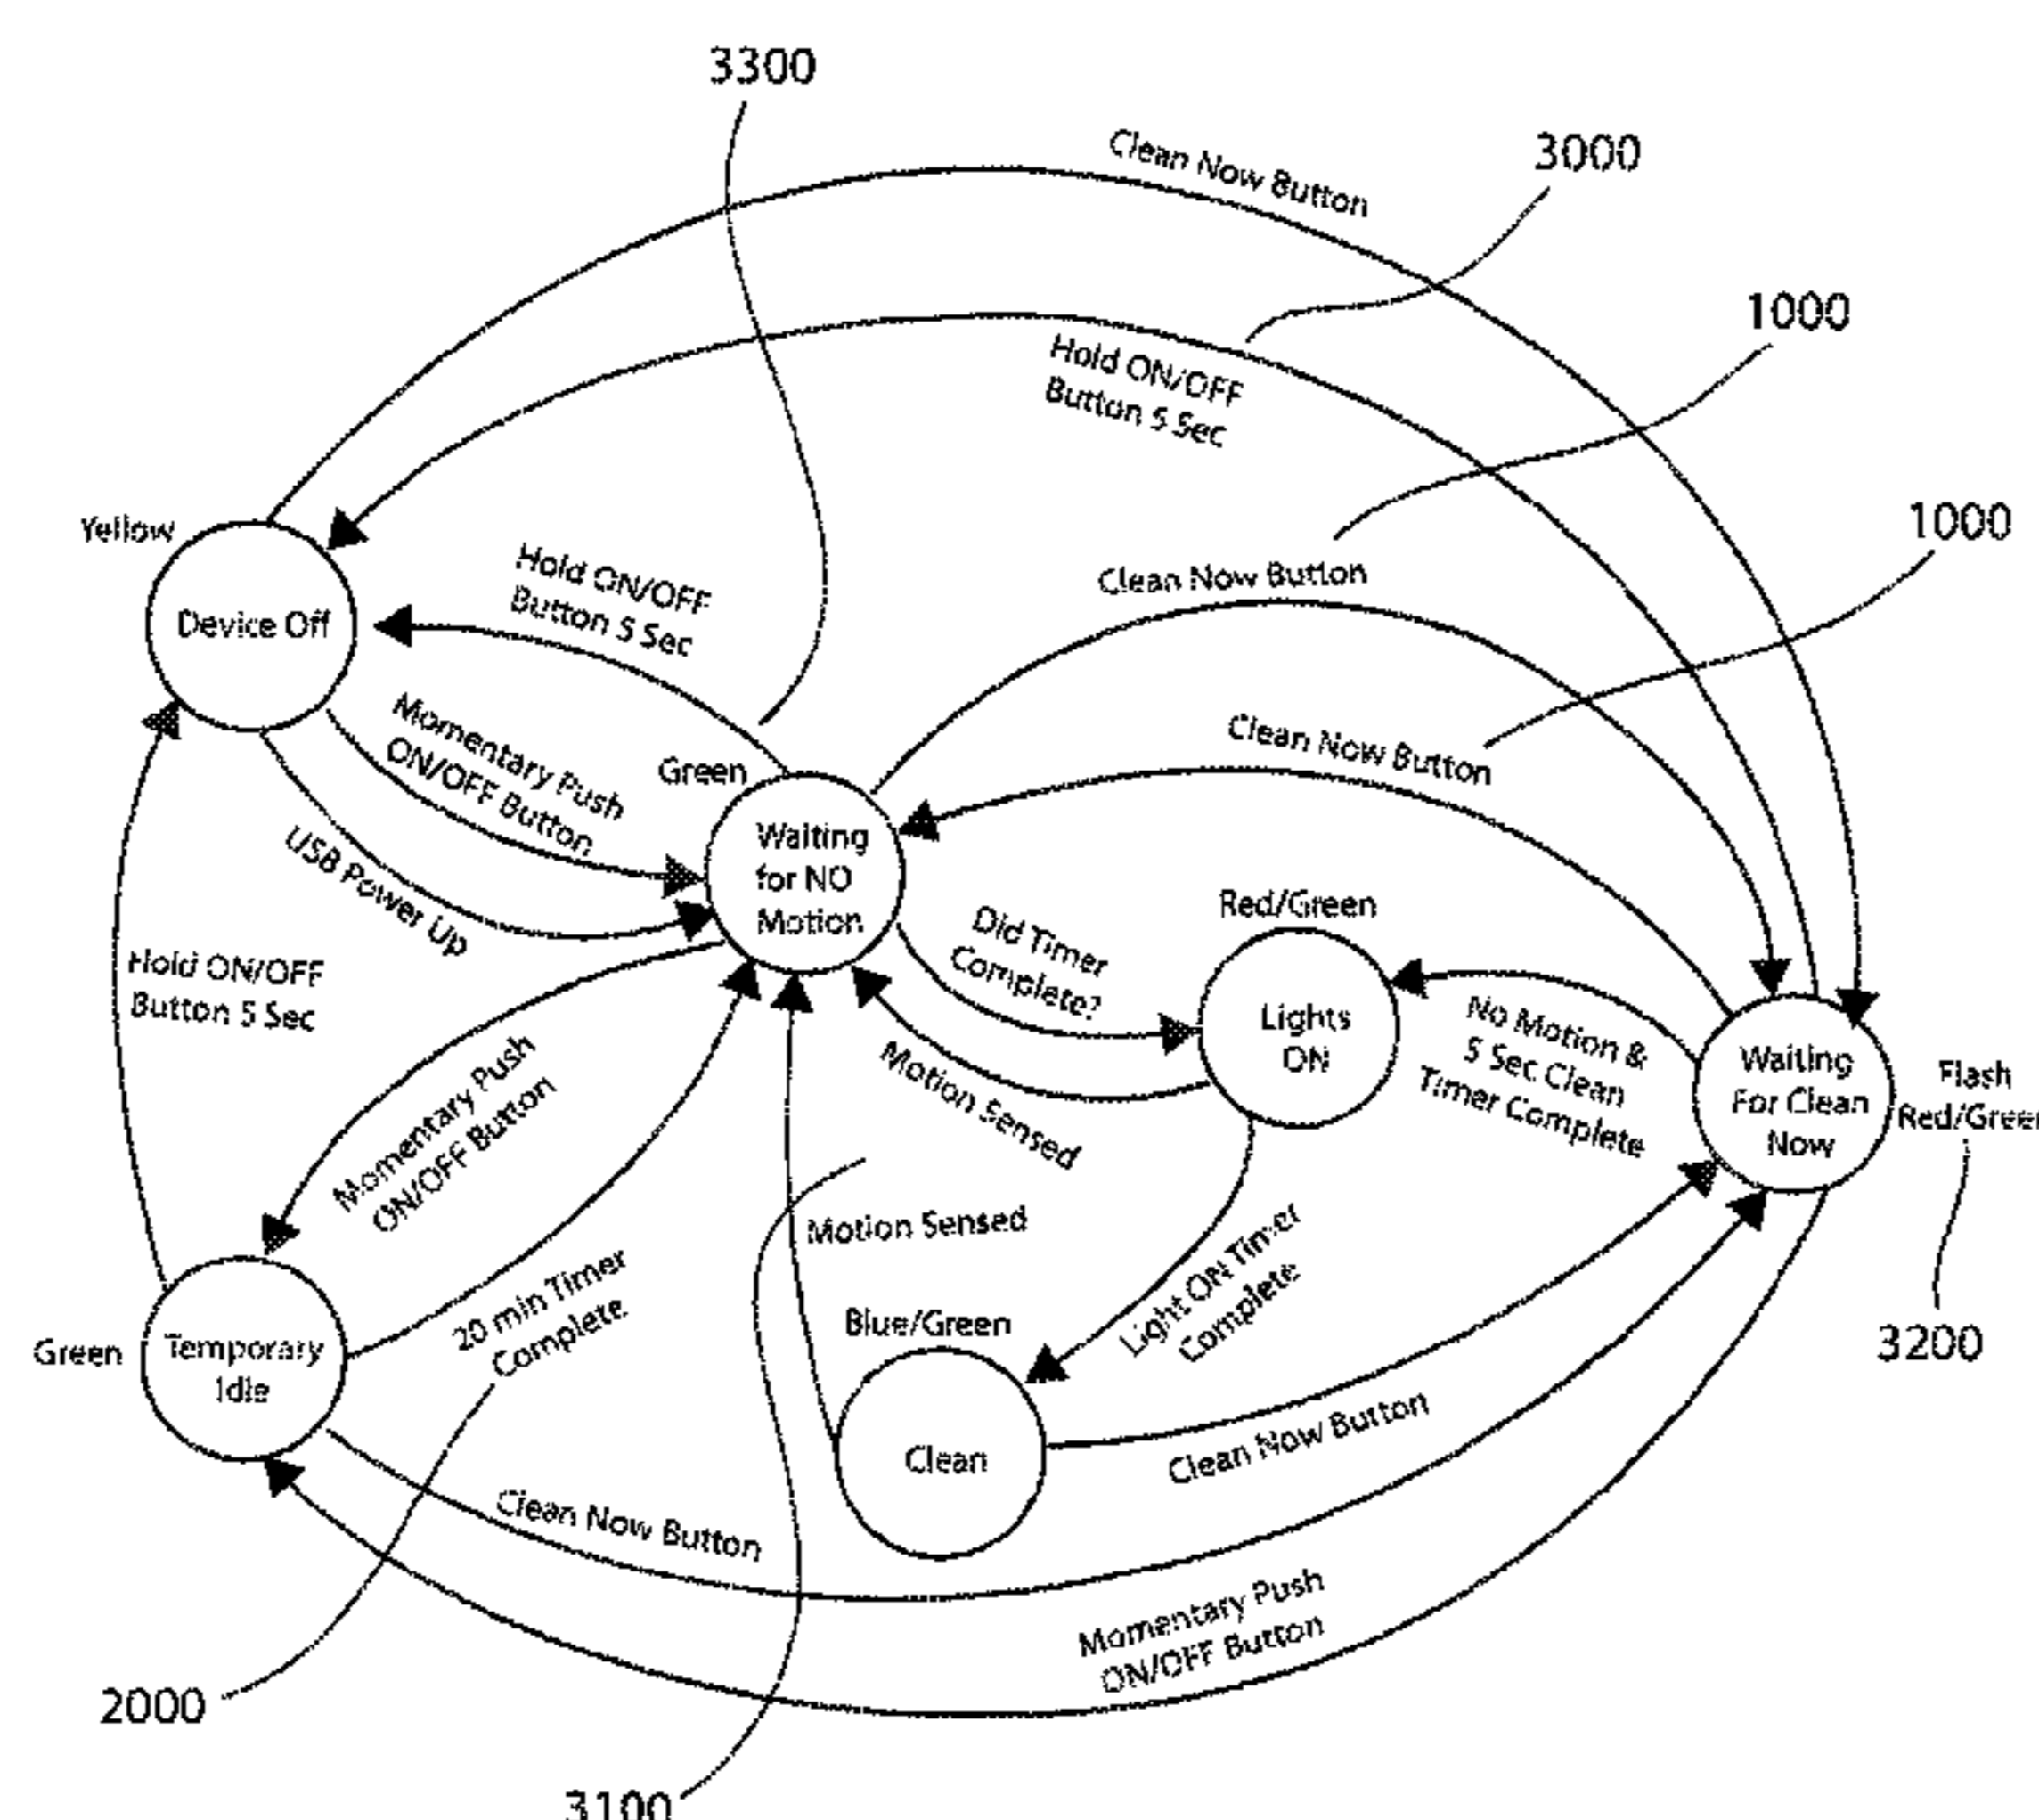 3300
3000
1000
1000
Clean Now Button
Hold ON/OFF
Button 5 Sec
Yellow
Device Off
Hold ON/OFF
Button 5 Sec
Clean Now Button
Clean Now Button
Momentary Push
ON/OFF Button
USB Power Up
Green
Waiting
for NO
Motion
Did Timer
Complete?
Red/Green
Lights
ON
No Motion &
5 Sec Clean
Timer Complete
Waiting
For Clean
Now
Flash
Red/Green
3200
Hold ON/OFF
Button 5 Sec
Momentary Push
ON/OFF Button
Motion Sensed
Motion Sensed
Light ON Timer
Complete
20 min Timer
Complete
Green
Temporary
Idle
Blue/Green
Clean
Clean Now Button
Clean Now Button
Momentary Push
ON/OFF Button
2000
3100